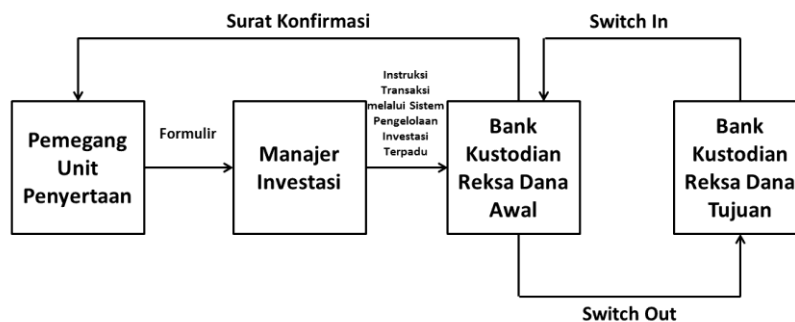 Surat Konfirmasi
Switch In
Instruksi
Transaksi
melalui Sistem
Pengelolaan
Investasi
Terpadu
Pemegang
Unit
Penyertaan
Formulir
Manajer
Investasi
Bank
Kustodian
Reksa Dana
Awal
Bank
Kustodian
Reksa Dana
Tujuan
Switch Out